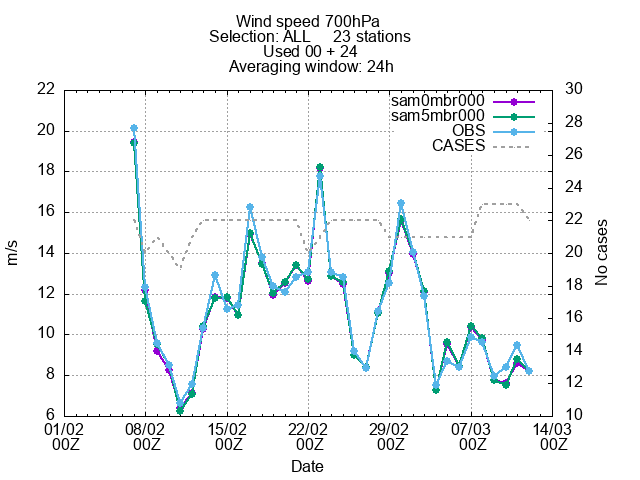 Wind speed 700hPa
Selection: ALL     23 stations
Used 00 + 24
Averaging window: 24h
22 30
sam0mbr000
28
sam5mbr000
20
OBS
26
CASES
18
24
16 22
m/s
No cases
14 20
12 18
16
10
14
8
12
6 10
01/02 08/02 15/02 22/02 29/02 07/03 14/03
00Z 00Z 00Z 00Z 00Z 00Z 00Z
Date